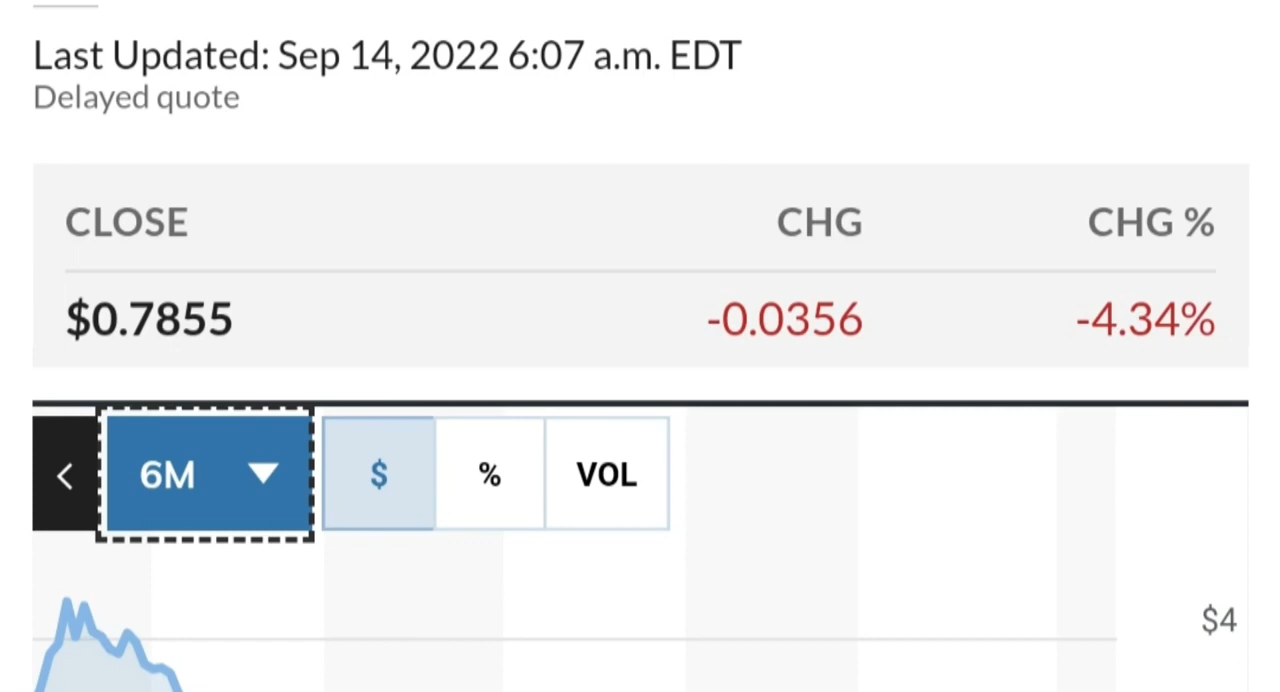 Last Updated: Sep 14, 2022 6:07 a.m. EDT
Delayed quote
CLOSE CHG CHG %
$0.7855 -0.0356 -4.34%
6M $ % VOL
$4